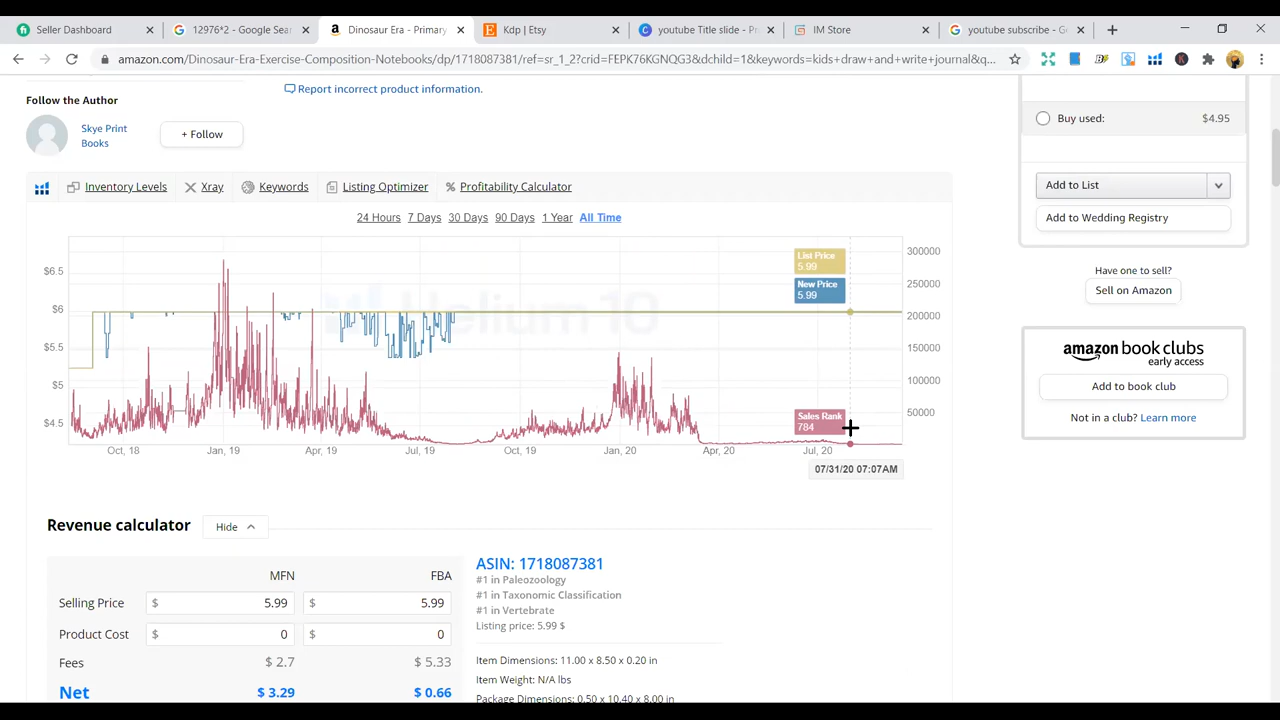 Seller Dashboard
12976*2 - Google Sear
Dinosaur Era - Primary
Kdp | Etsy
youtube Title slide - P
IM Store
youtube subscribe - G
amazon.com/Dinosaur-Era-Exercise-Composition-Notebook/dp/1718087381/ref=sr_1_2?crid=FEPK76KGNQG3&dchild=1&keywords=kids+draw+and+write+journal&q...
Report incorrect product information.
Follow the Author
Skye Print
Books
+ Follow
Buy used:
$4.95
Add to List
Add to Wedding Registry
Have one to sell?
Sell on Amazon
amazon book clubs
early access
Add to book club
Not in a club? Learn more
Inventory Levels
Xray
Keywords
Listing Optimizer
Profitability Calculator
24 Hours
7 Days
30 Days
90 Days
1 Year
All Time
$6.5
$6
$5.5
$5
$4.5
300000
250000
200000
150000
100000
50000
Helium 10
List Price
5.99
New Price
5.99
Sales Rank
784
Oct, 18
Jan, 19
Apr, 19
Jul, 19
Oct, 19
Jan, 20
Apr, 20
Jul, 20
07/31/20 07:07AM
Revenue calculator
Hide
MFN
FBA
Selling Price
$ 5.99
$ 5.99
Product Cost
$ 0
$ 0
Fees
$ 2.7
$ 5.33
Net
$ 3.29
$ 0.66
ASIN: 1718087381
#1 in Paleozoology
#1 in Taxonomic Classification
#1 in Vertebrate
Listing price: 5.99 $
Item Dimensions: 11.00 x 8.50 x 0.20 in
Item Weight: N/A lbs
Package Dimensions: 0.50 x 10.40 x 8.00 in